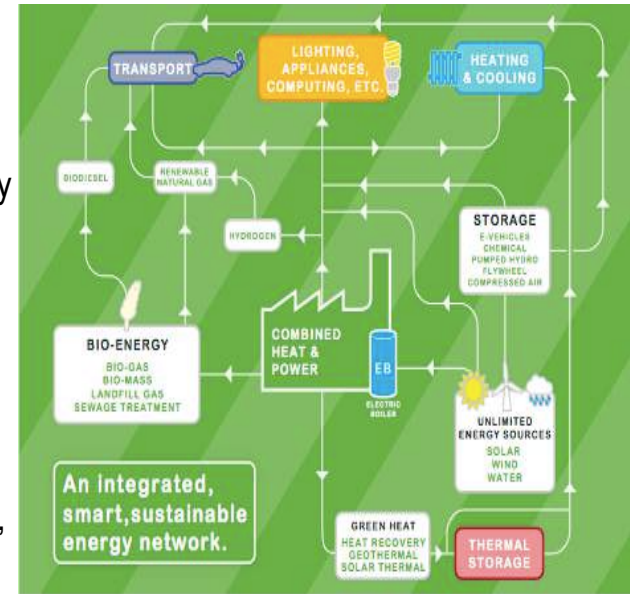 TRANSPORT
LIGHTING,
APPLIANCES,
COMPUTING, ETC.
HEATING
& COOLING
y
BIODIESEL
RENEWABLE
NATURAL GAS
HYDROGEN
STORAGE
E-VEHICLES
CHEMICAL
PUMPED HYDRO
FLYWHEEL
COMPRESSED AIR
BIO-ENERGY
BIO-GAS
BIO-MASS
LANDFILL GAS
SEWAGE TREATMENT
COMBINED
HEAT &
POWER
EB
ELECTRIC
BOILER
UNLIMITED
ENERGY SOURCES
SOLAR
WIND
WATER
An integrated,
smart,sustainable
energy network.
,
GREEN HEAT
HEAT RECOVERY
GEOTHERMAL
SOLAR THERMAL
THERMAL
STORAGE